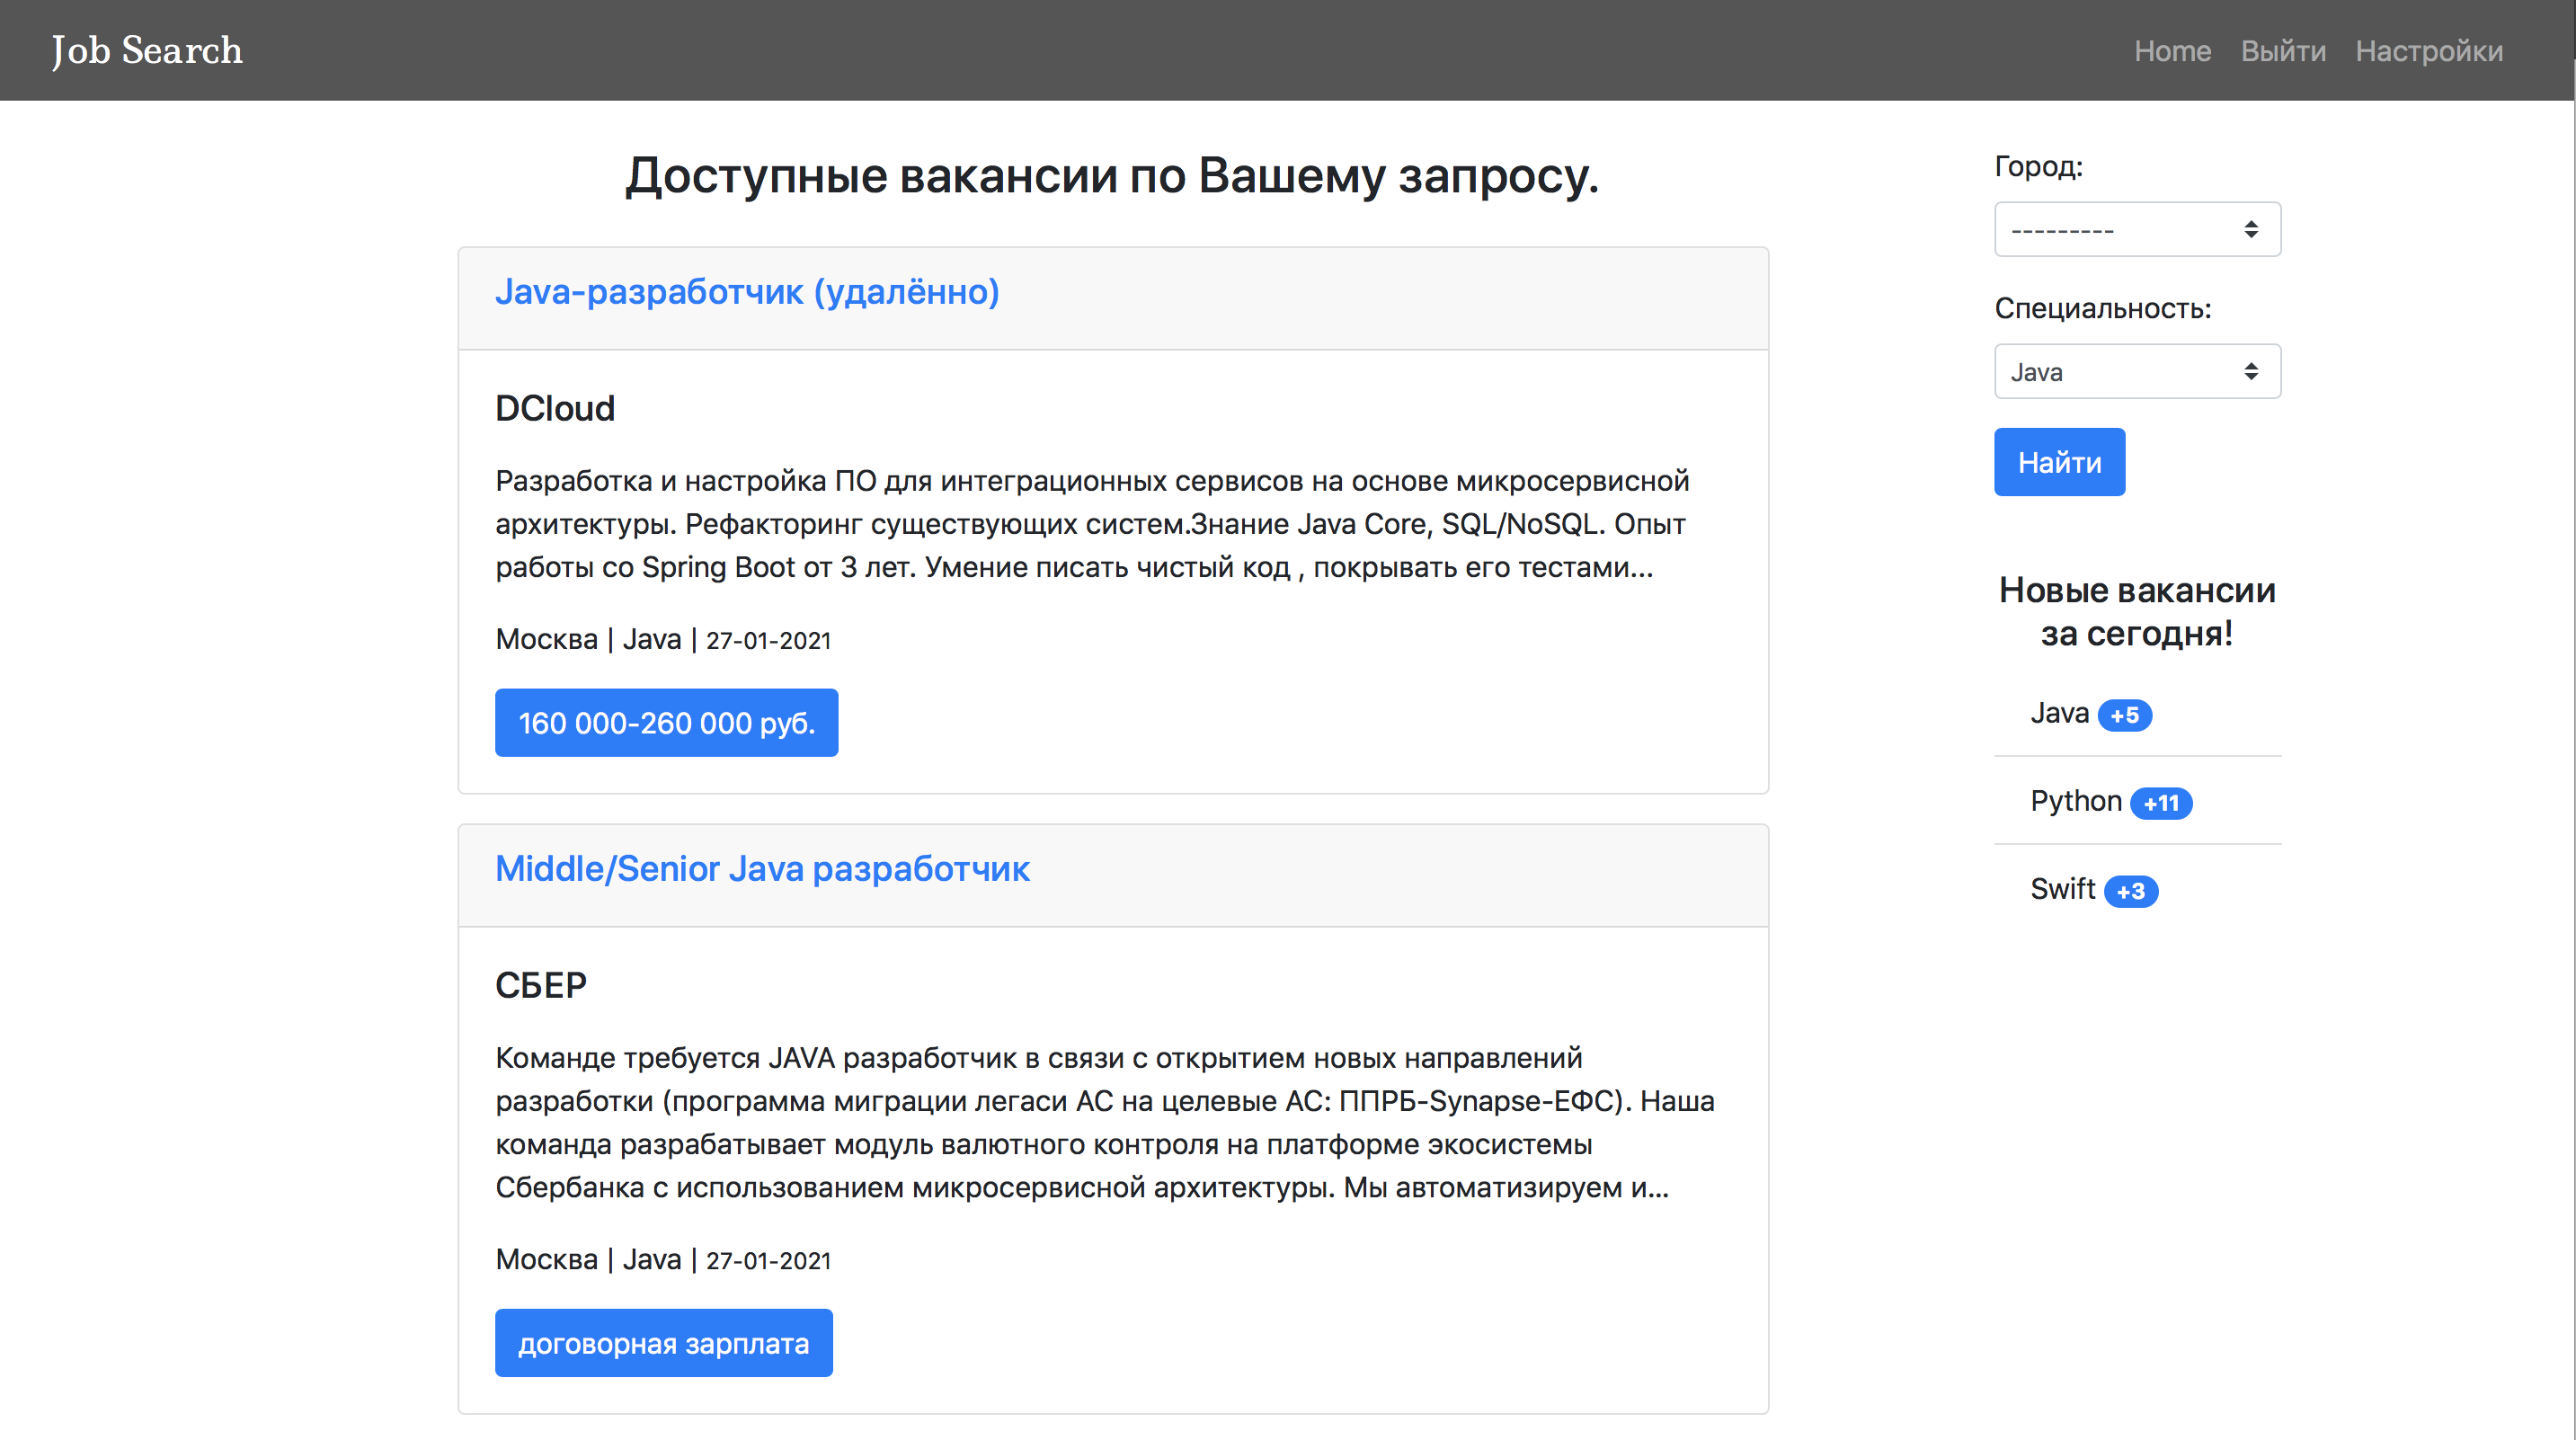 Job Search
Home Выйти Настройки
Доступные вакансии по Вашему запросу.
Java-разработчик (удалённо)
DCloud
Разработка и настройка ПО для интеграционных сервисов на основе микросервисной
архитектуры. Рефакторинг существующих систем.Знание Java Core, SQL/NoSQL. Опыт
работы со Spring Boot от 3 лет. Умение писать чистый код , покрывать его тестами...
Москва | Java | 27-01-2021
160 000-260 000 руб.
Middle/Senior Java разработчик
СБЕР
Команде требуется JAVA разработчик в связи с открытием новых направлений
разработки (программа миграции легаси АС на целевые АС: ППРБ-Synapse-ЕФС). Наша
команда разрабатывает модуль валютного контроля на платформе экосистемы
Сбербанка с использованием микросервисной архитектуры. Мы автоматизируем и...
Москва | Java | 27-01-2021
договорная зарплата
Город:
---------
Специальность:
Java
Найти
Новые вакансии
за сегодня!
Java +5
Python +11
Swift +3